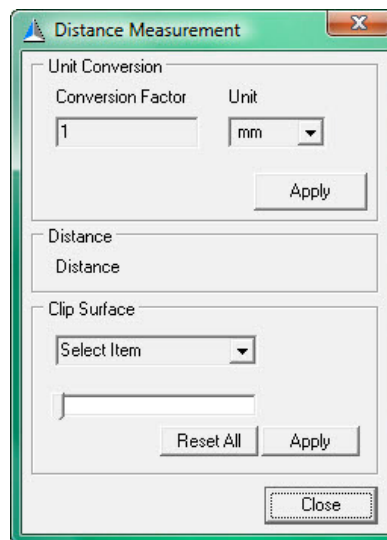 Distance Measurement
Unit Conversion
Conversion Factor Unit
1 mm
Apply
Distance
Distance
Clip Surface
Select Item
Reset All Apply
Close